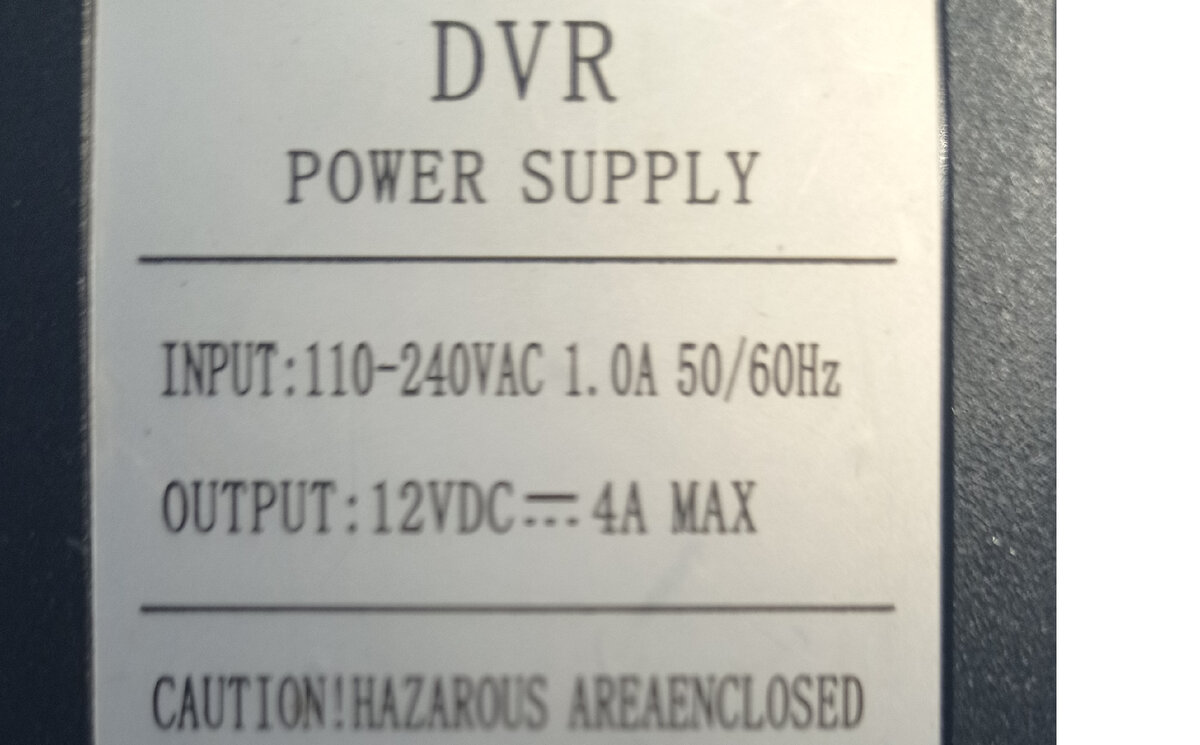 DVR
POWER SUPPLY
INPUT:110-240VAC 1.0A 50/60Hz
OUTPUT:12VDC⎓4A MAX
CAUTION!HAZAROUS AREAENCLOSED